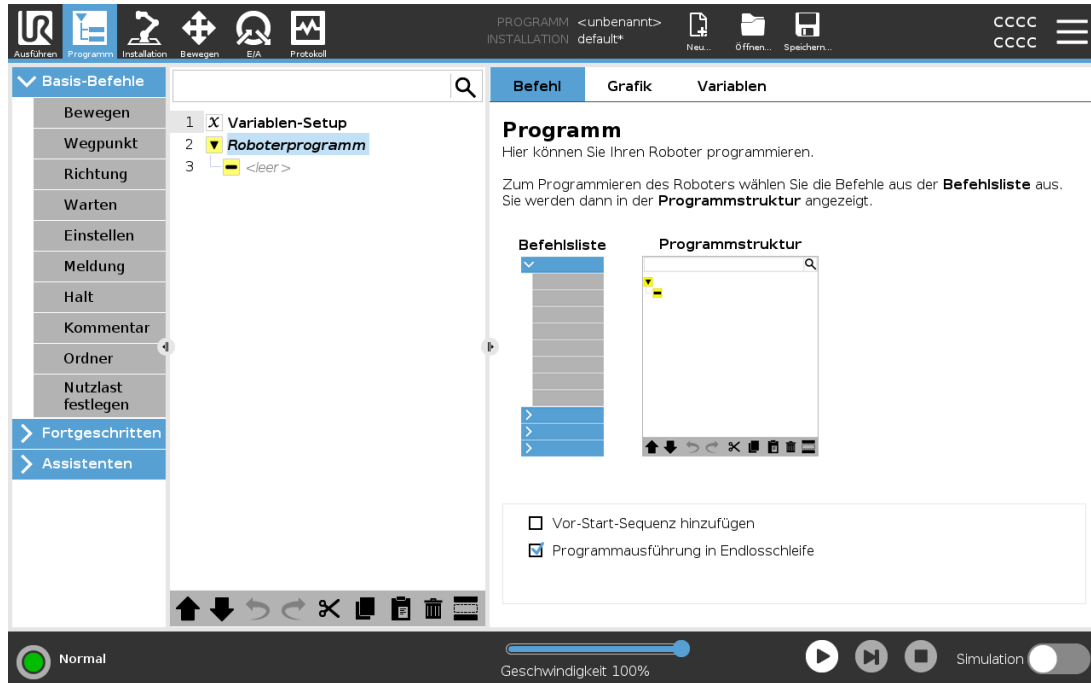 UR
PROGRAMM <unbenannt>
INSTALLATION default*
cccc
cccc
Ausführen Programm Installation Bewegen E/A Protokoll Neu... Öffnen... Speichern...
Basis-Befehle
Bewegen
Wegpunkt
Richtung
Warten
Einstellen
Meldung
Halt
Kommentar
Ordner
Nutzlast
festlegen
Fortgeschritten
Assistenten
1 X Variablen-Setup
2 Roboterprogramm
3 <leer>
Befehl Grafik Variablen
Programm
Hier können Sie Ihren Roboter programmieren.
Zum Programmieren des Roboters wählen Sie die Befehle aus der Befehlsliste aus.
Sie werden dann in der Programmstruktur angezeigt.
Befehlsliste Programmstruktur
Vor-Start-Sequenz hinzufügen
Programmausführung in Endlosschleife
Normal
Geschwindigkeit 100%
Simulation